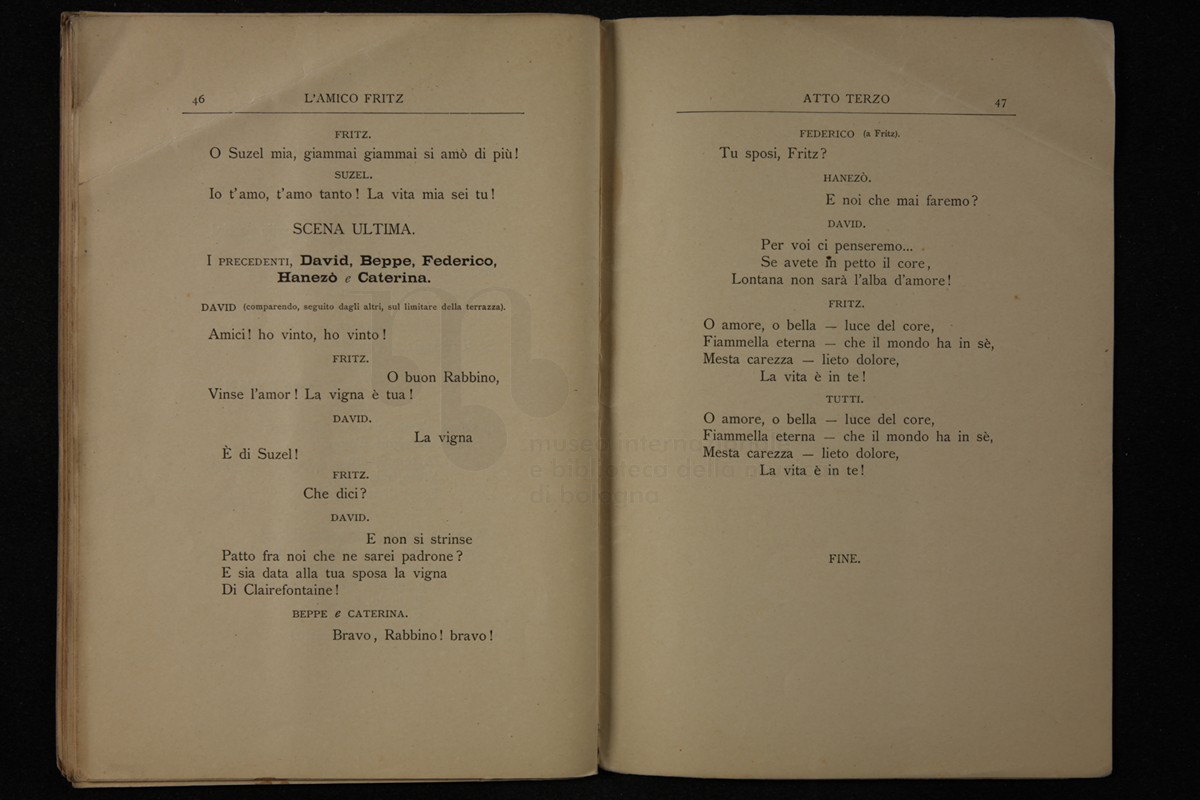 46 L'AMICO FRITZ
FRITZ.
O Suzel mia, giammai giammai si amò di più!
SUZEL.
Io t'amo, t'amo tanto! La vita mia sei tu!
SCENA ULTIMA.
I PRECEDENTI, David, Beppe, Federico,
Hanezò e Caterina.
DAVID (comparendo, seguito dagli altri, sul limitare della terrazza).
Amici! ho vinto, ho vinto!
FRITZ.
O buon Rabbino,
Vinse l'amor! La vigna è tua!
DAVID.
La vigna
È di Suzel!
FRITZ.
Che dici?
DAVID.
E non si strinse
Patto fra noi che ne sarei padrone?
E sia data alla tua sposa la vigna
Di Clairefontaine!
BEPPE e CATERINA.
Bravo, Rabbino! bravo!
ATTO TERZO 47
FEDERICO (a Fritz).
Tu sposi, Fritz?
HANEZÒ.
E noi che mai faremo?
DAVID.
Per voi ci penseremo...
Se avete in petto il core,
Lontana non sarà l'alba d'amore!
FRITZ.
O amore, o bella — luce del core,
Fiammella eterna — che il mondo ha in sè,
Mesta carezza — lieto dolore,
La vita è in te!
TUTTI.
O amore, o bella — luce del core,
Fiammella eterna — che il mondo ha in sè,
Mesta carezza — lieto dolore,
La vita è in te!
FINE.
museo internazionale
e biblioteca della
di bologna